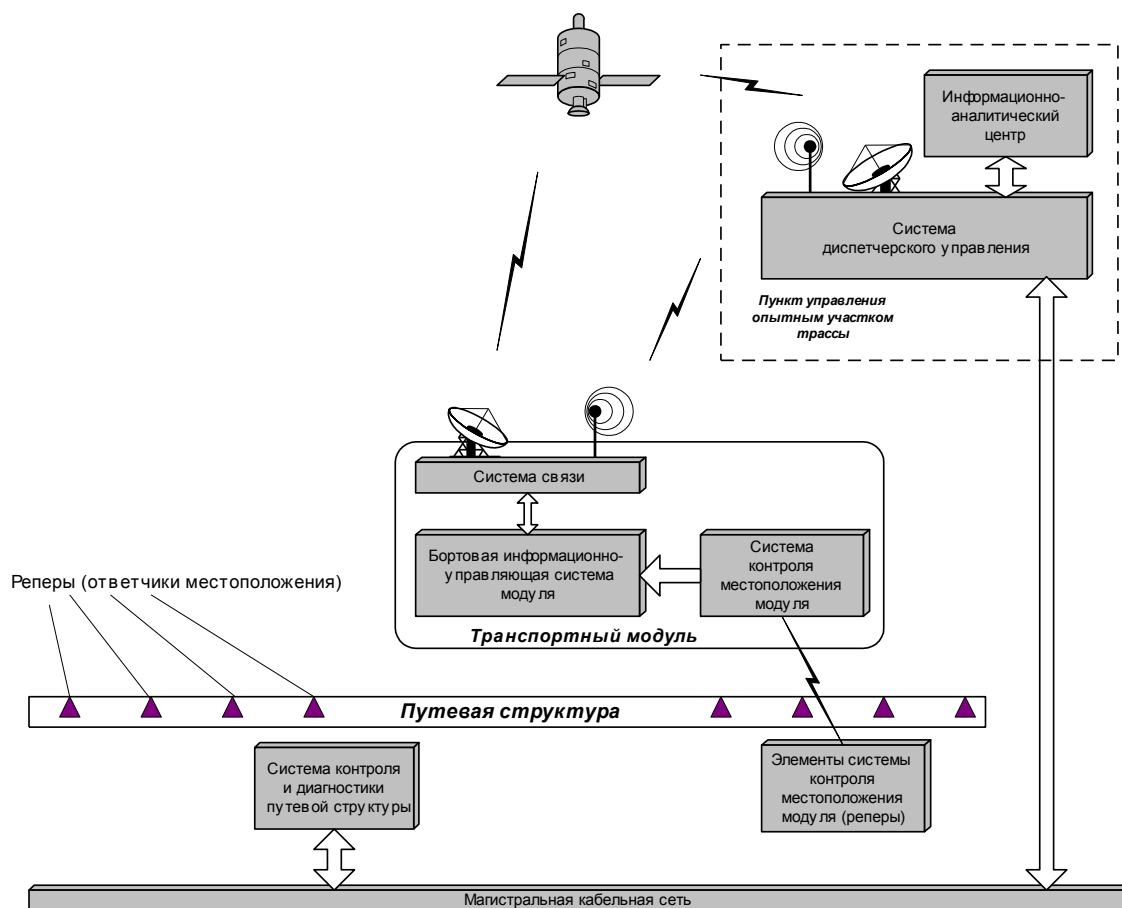 Информационно-
аналитический
центр
Система
диспетчерского управления
Пункт управления
опытным участком
трассы
Система связи
Бортовая информационно-
управляющая система
модуля
Система
контроля
местоположения
модуля
Транспортный модуль
Реперы (ответчики местоположения)
Путевая структура
Система контроля
и диагностики
путевой структуры
Элементы системы
контроля
местоположения
модуля (реперы)
Магистральная кабельная сеть